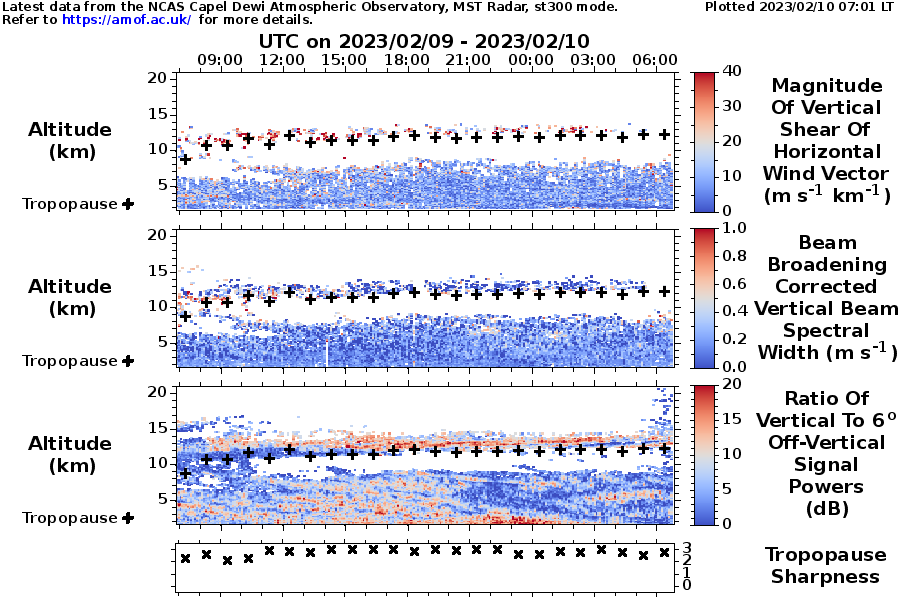 Latest data from the NCAS Capel Dewi Atmospheric Observatory, MST Radar, st300 mode.
Plotted 2023/02/10 07:01 LT
Refer to https://amof.ac.uk/ for more details.
UTC on 2023/02/09 - 2023/02/10
09:00 12:00 15:00 18:00 21:00 00:00 03:00 06:00
20
15
10
5
Altitude
(km)
Tropopause
40
30
20
10
0
Magnitude
Of Vertical
Shear Of
Horizontal
Wind Vector
(m s-1 km-1)
20
15
10
5
Altitude
(km)
Tropopause
1.0
0.8
0.6
0.4
0.2
0.0
Beam
Broadening
Corrected
Vertical Beam
Spectral
Width (m s-1)
20
15
10
5
Altitude
(km)
Tropopause
20
15
10
5
0
Ratio Of
Vertical To 6o
Off-Vertical
Signal
Powers
(dB)
3
2
1
0
Tropopause
Sharpness